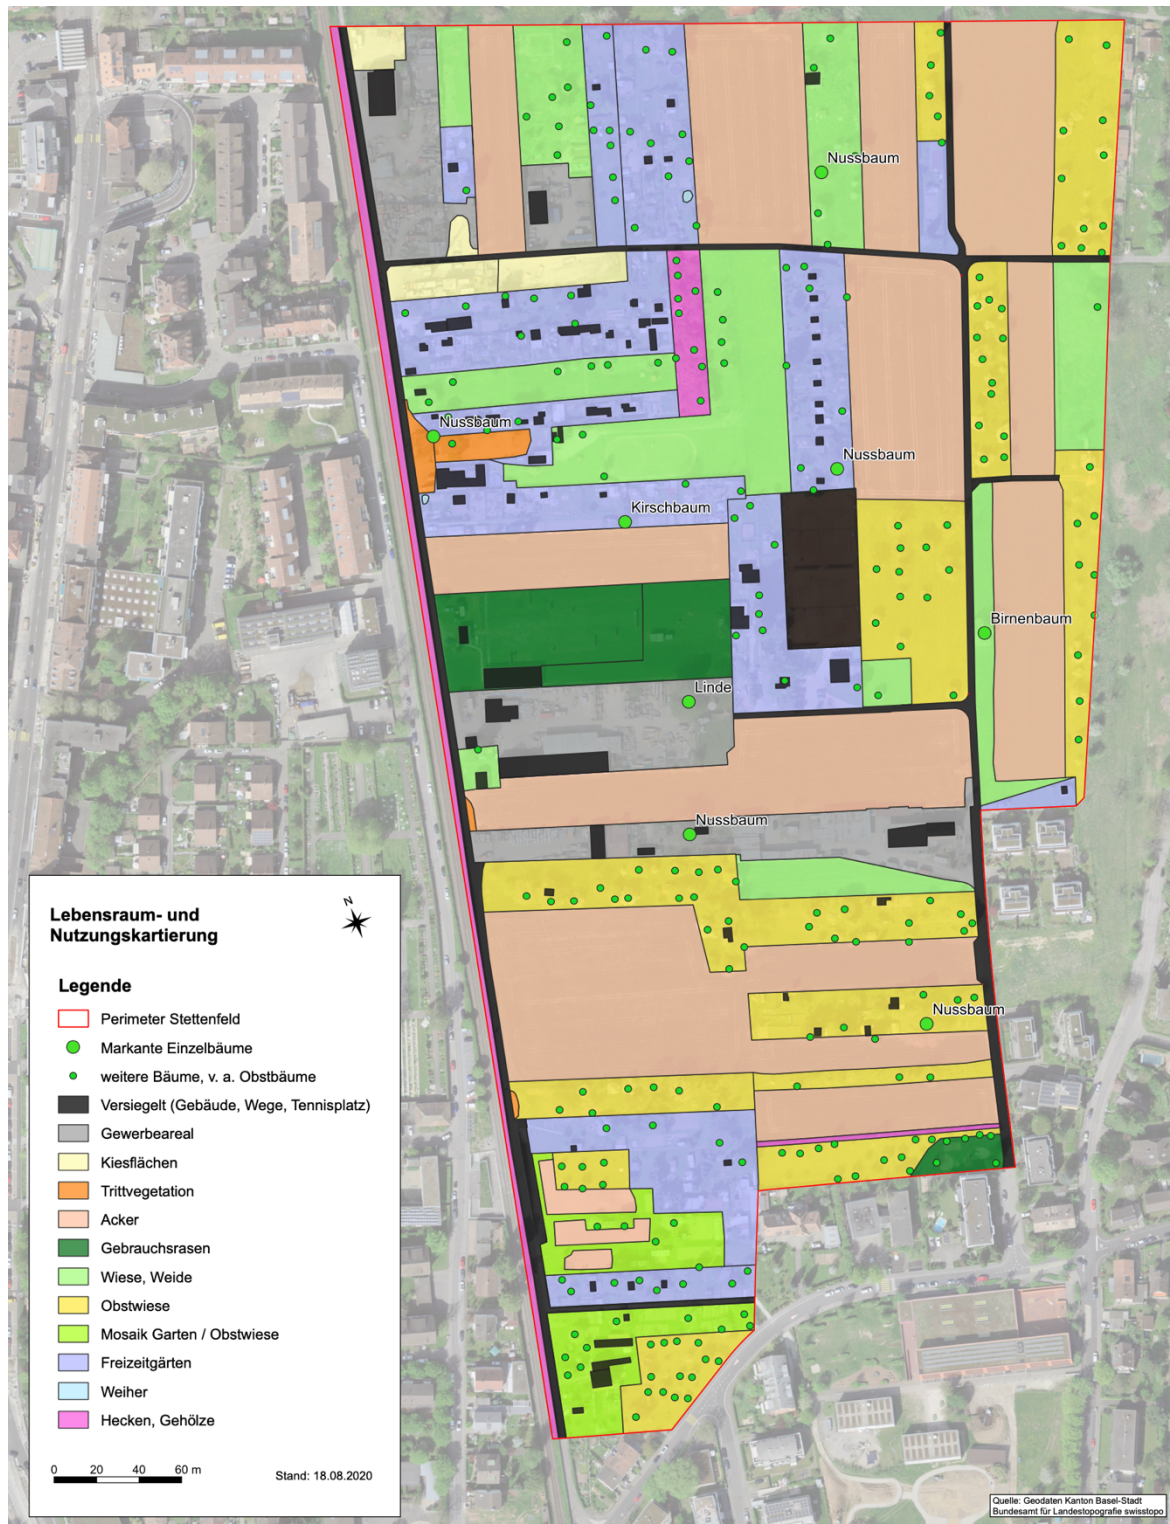 Nussbaum
Nussbaum
Nussbaum
Kirschbaum
Birnenbaum
Linde
Nussbaum
Nussbaum
Lebensraum- und
Nutzungskartierung
N
Legende
Perimeter Stettenfeld
Markante Einzelbäume
weitere Bäume, v. a. Obstbäume
Versiegelt (Gebäude, Wege, Tennisplatz)
Gewerbeareal
Kiesflächen
Trittvegetation
Acker
Gebrauchsrasen
Wiese, Weide
Obstwiese
Mosaik Garten / Obstwiese
Freizeitgärten
Weiher
Hecken, Gehölze
0 20 40 60 m
Stand: 18.08.2020
Quelle: Geodaten Kanton Basel-Stadt
Bundesamt für Landestopografie swisstopo